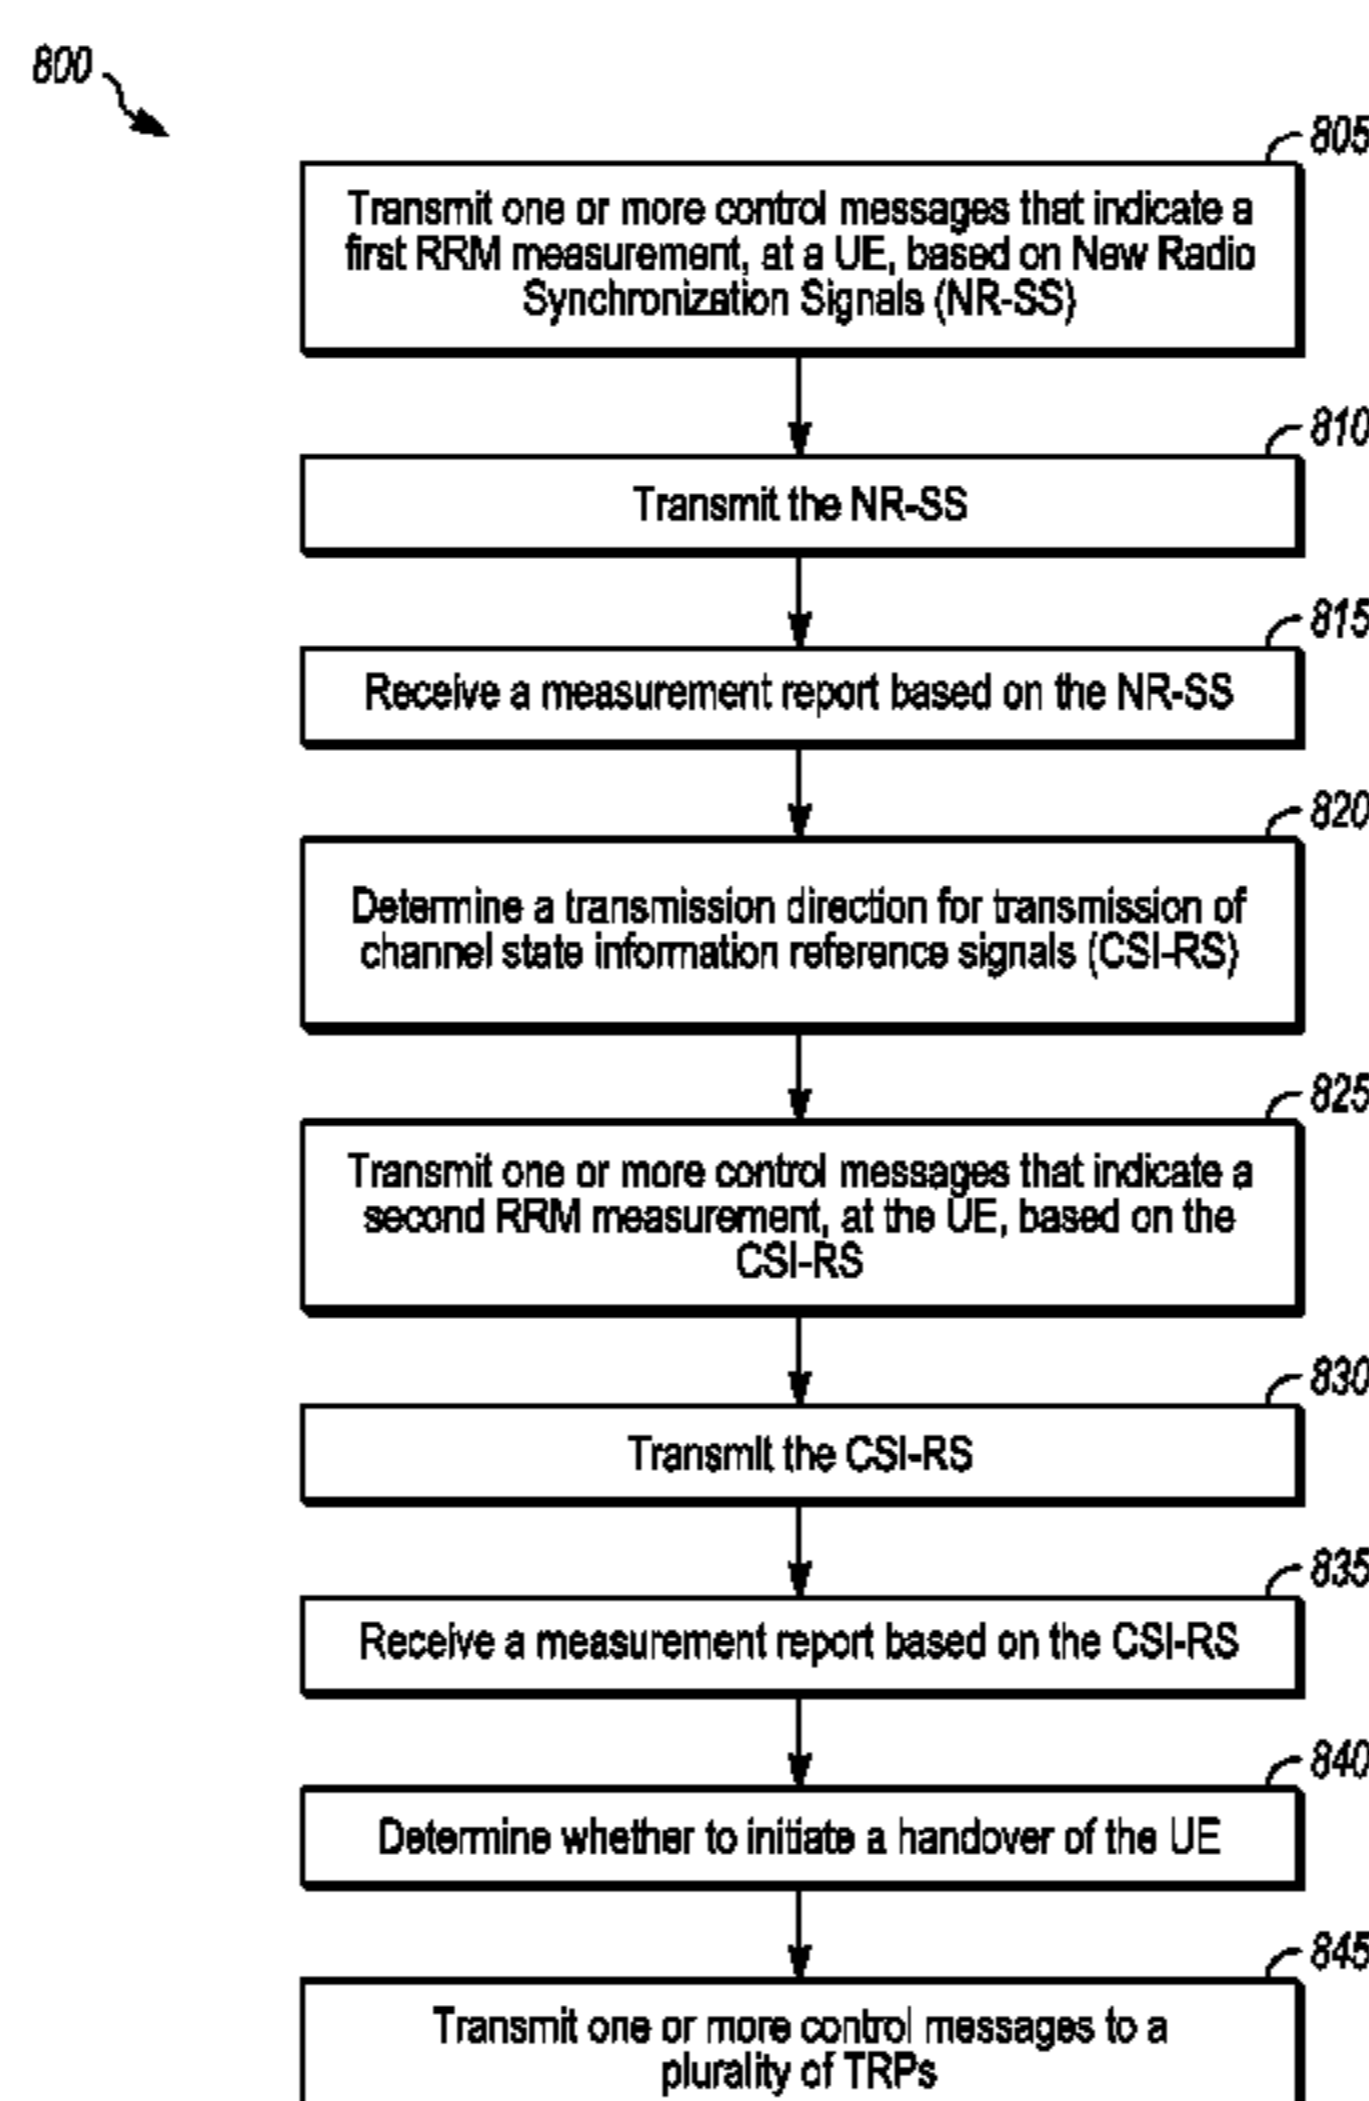 800
805
Transmit one or more control messages that indicate a
first RRM measurement, at a UE, based on New Radio
Synchronization Signals (NR-SS)
810
Transmit the NR-SS
815
Receive a measurement report based on the NR-SS
820
Determine a transmission direction for transmission of
channel state information reference signals (CSI-RS)
825
Transmit one or more control messages that indicate a
second RRM measurement, at the UE, based on the
CSI-RS
830
Transmit the CSI-RS
835
Receive a measurement report based on the CSI-RS
840
Determine whether to initiate a handover of the UE
845
Transmit one or more control messages to a
plurality of TRPs